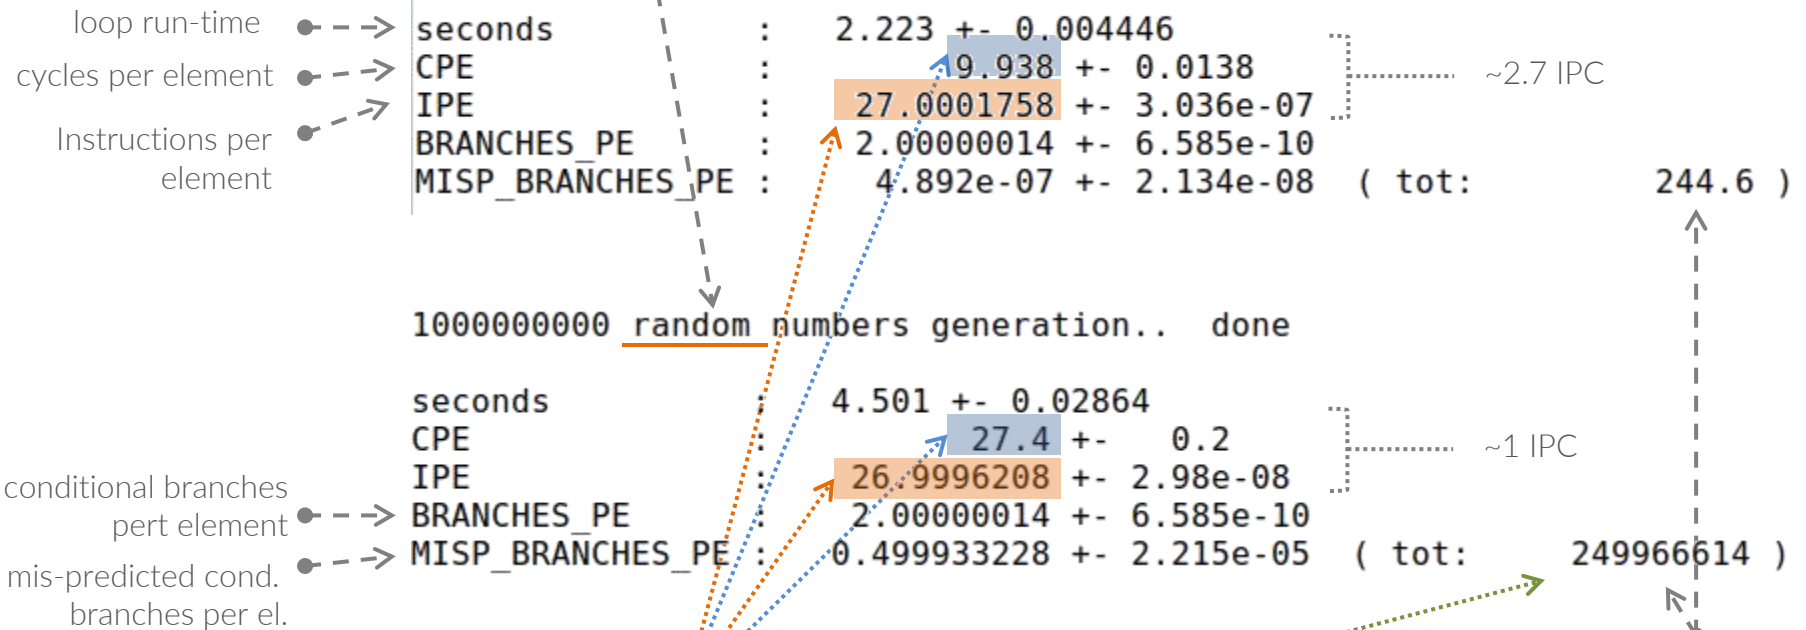 loop run-time
seconds : 2.223 +- 0.004446
cycles per element
CPE : 9.938 +- 0.0138
~2.7 IPC
IPE : 27.0001758 +- 3.036e-07
Instructions per
element
BRANCHES_PE : 2.00000014 +- 6.585e-10
MISP_BRANCHES_PE : 4.892e-07 +- 2.134e-08 ( tot: 244.6 )
1000000000 random numbers generation.. done
seconds : 4.501 +- 0.02864
CPE : 27.4 +- 0.2
~1 IPC
IPE : 26.9996208 +- 2.98e-08
conditional branches
pert element
BRANCHES_PE : 2.00000014 +- 6.585e-10
MISP_BRANCHES_PE : 0.499933228 +- 2.215e-05 ( tot: 249966614 )
mis-predicted cond.
branches per el.